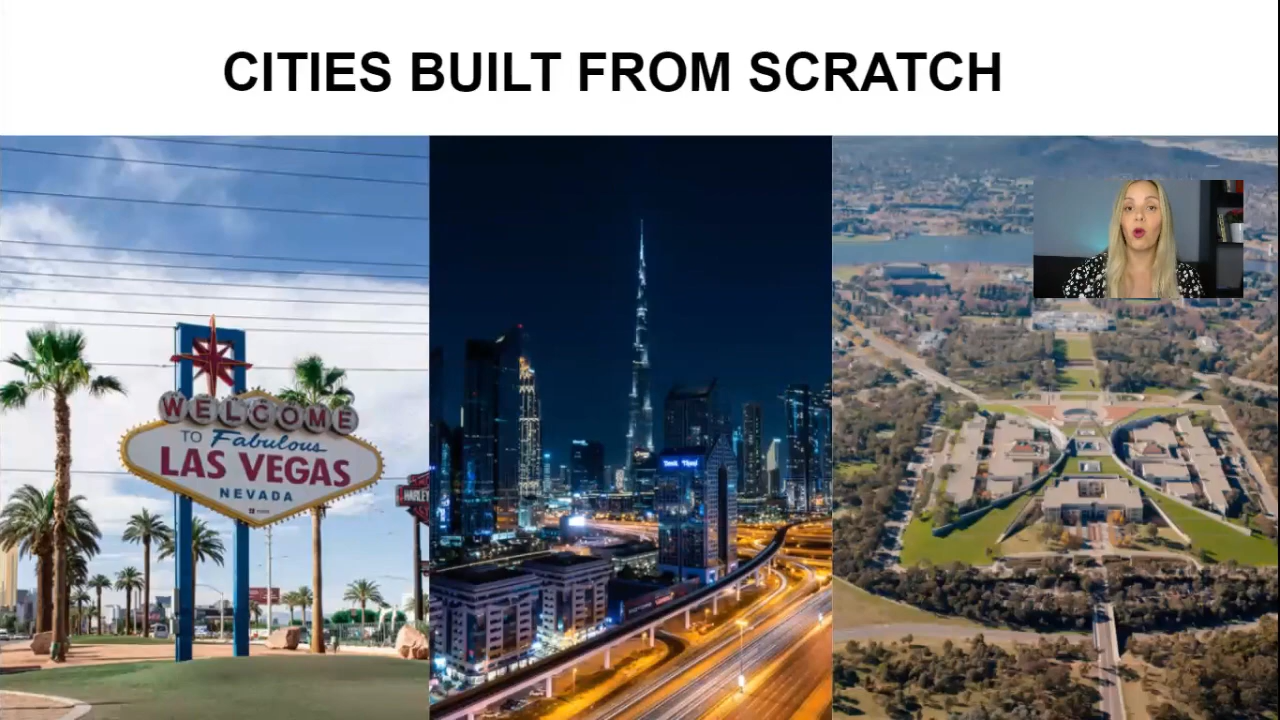 CITIES BUILT FROM SCRATCH
WELCOME
TO Fabulous
LAS VEGAS
NEVADA
HARLEY